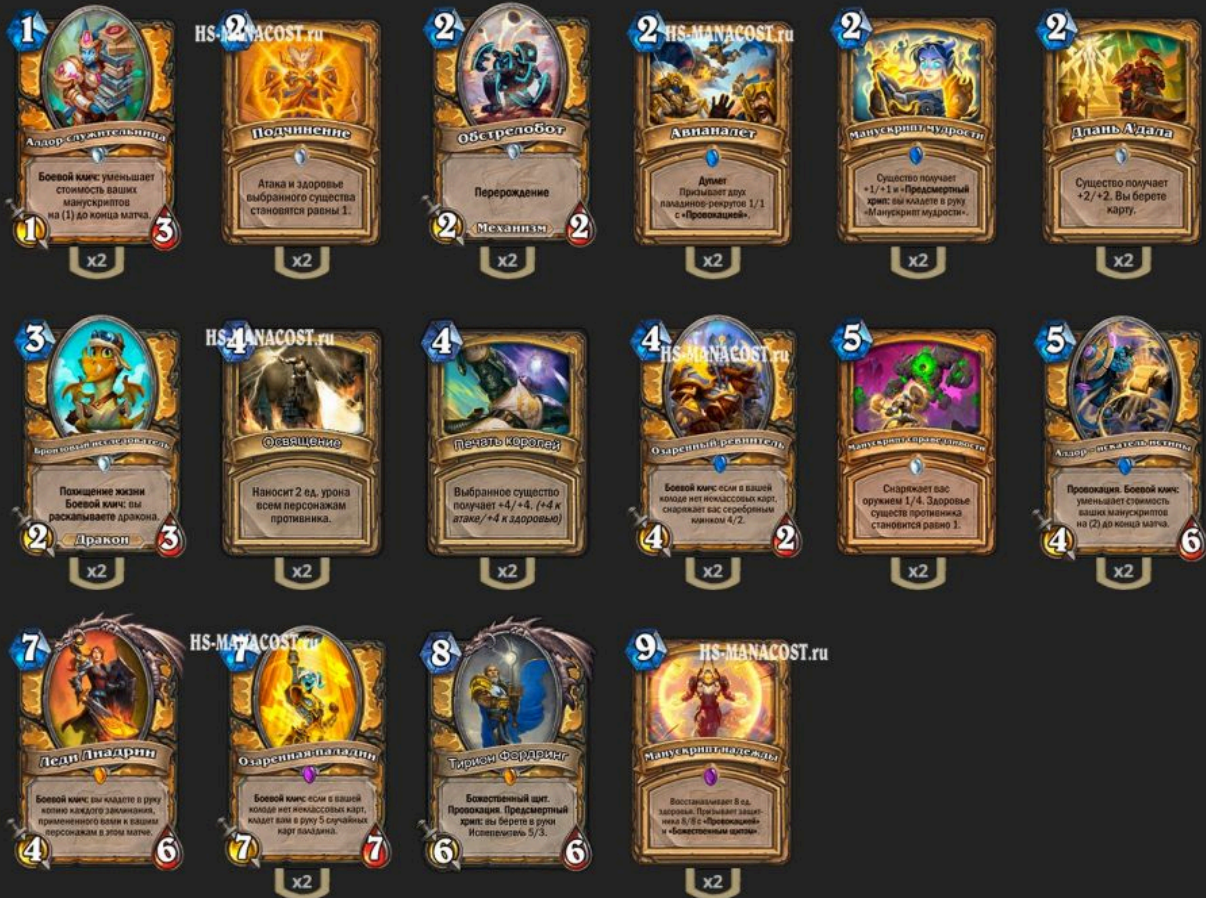 1
Алдор-служительница
Боевой клич: уменьшает
стоимость ваших
манускриптов
на (1) до конца матча.
1
3
x2
HS-MANACOST.ru
2
Подчинение
Атака и здоровье
выбранного существа
становятся равны 1.
x2
2
Обстрелобот
Перерождение
2
Механизм
2
x2
2
HS-MANACOST.ru
Авианалет
Дуплет
Призывает двух
паладинов-рекрутов 1/1
с «Провокацией».
x2
2
Манускрипт мудрости
Существо получает
+1/+1 и «Предсмертный
хрип: вы кладете в руку
«Манускрипт мудрости».
x2
2
Длань А'дала
Существо получает
+2/+2. Вы берете
карту.
x2
3
Бронзовый исследователь
Похищение жизни
Боевой клич: вы
раскапываете дракона.
2
Дракон
3
x2
HS-MANACOST.ru
4
Освящение
Наносит 2 ед. урона
всем персонажам
противника.
x2
4
Печать королей
Выбранное существо
получает +4/+4. (+4 к
атаке/+4 к здоровью)
x2
4
HS-MANACOST.ru
Озаренный ревнитель
Боевой клич: если в вашей
колоде нет неклассовых карт,
снаряжает вас серебряным
клинком 4/2.
4
2
x2
5
Манускрипт справедливости
Снаряжает вас
оружием 1/4. Здоровье
существ противника
становится равно 1.
x2
5
Алдор – искатель истины
Провокация. Боевой клич:
уменьшает стоимость
ваших манускриптов
на (2) до конца матча.
4
6
x2
7
Леди Лиадрин
Боевой клич: вы кладете в руку
копию каждого заклинания,
примененного вами к вашим
персонажам в этом матче.
4
6
HS-MANACOST.ru
7
Озаренная паладин
Боевой клич: если в вашей
колоде нет неклассовых карт,
кладет вам в руку 5 случайных
карт паладина.
7
7
x2
8
Тирион Фордринг
Божественный щит.
Провокация. Предсмертный
хрип: вы берете в руки
Испепелитель 5/3.
6
6
9
HS-MANACOST.ru
Манускрипт надежды
Восстанавливает 8 ед.
здоровья. Призывает защит-
ника 8/8 с «Провокацией»
и «Божественным щитом».
x2